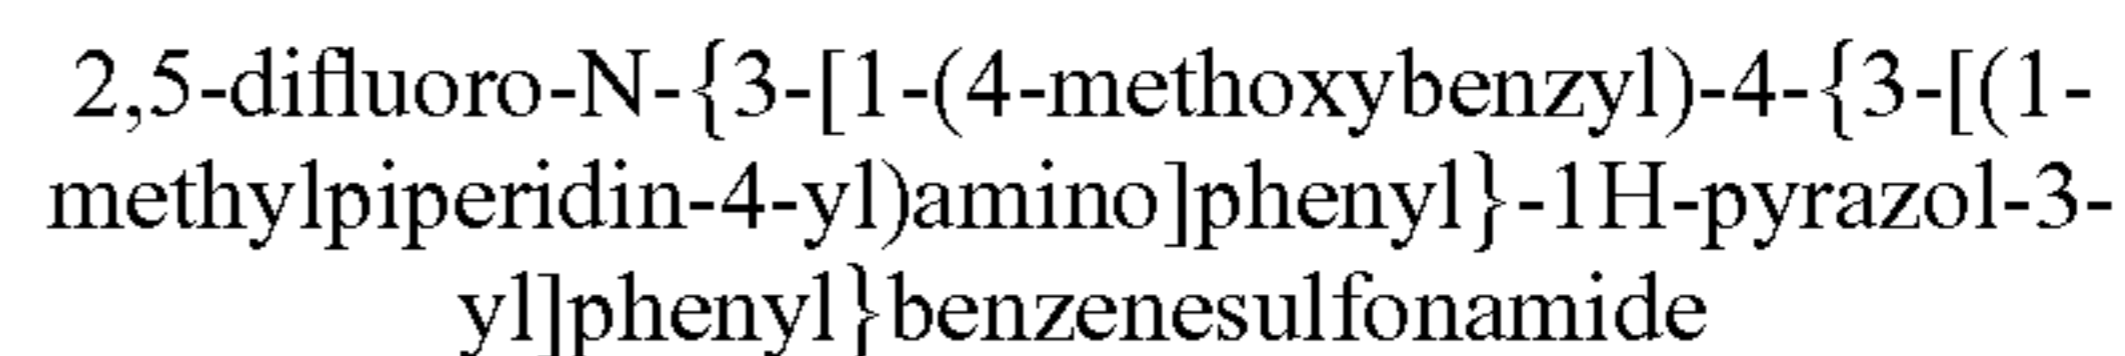 2,5-difluoro-N-{3-[1-(4-methoxybenzyl)-4-{3-[(1-
methylpiperidin-4-yl)amino]phenyl}-1H-pyrazol-3-
yl]phenyl}benzenesulfonamide